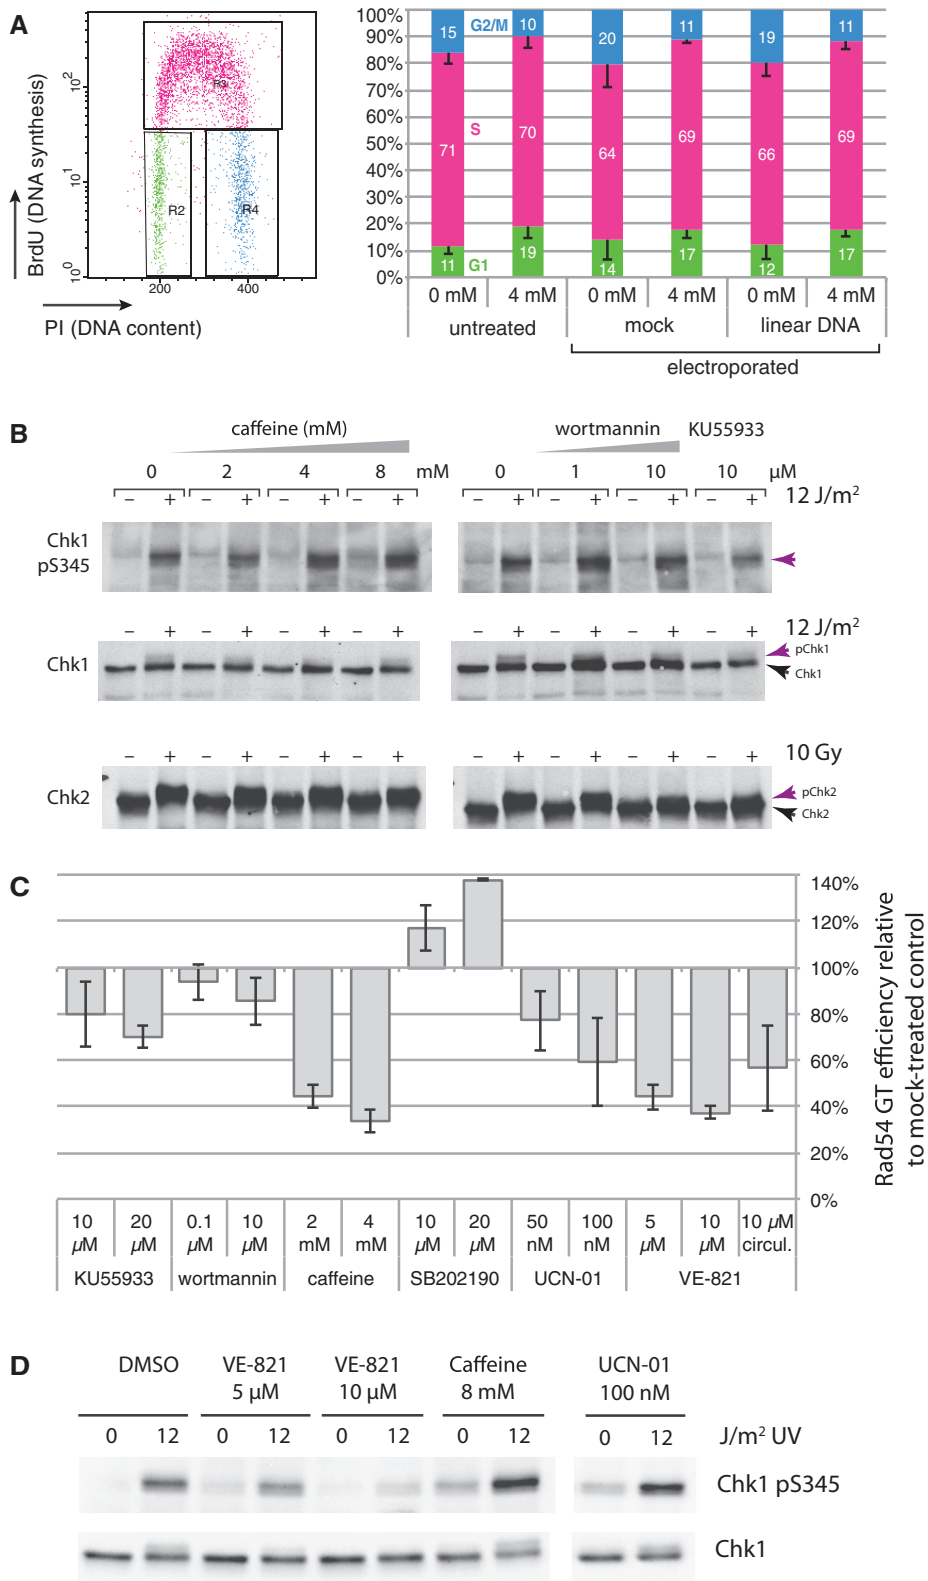 A
BrdU (DNA synthesis)
10²
10¹
10⁰
R3
R2
R4
200 400
PI (DNA content)
100%
90%
80%
70%
60%
50%
40%
30%
20%
10%
0%
15 G2/M 10 20 11 19 11
S
71 70 64 69 66 69
11 G1 19 14 17 12 17
0 mM 4 mM 0 mM 4 mM 0 mM 4 mM
untreated mock linear DNA
electroporated
B
caffeine (mM) wortmannin KU55933
0 2 4 8 mM 0 1 10 10 µM
– + – + – + – + – + – + – + – + 12 J/m²
Chk1
pS345
– + – + – + – + – + – + – + – + 12 J/m²
Chk1
pChk1
Chk1
– + – + – + – + – + – + – + – + 10 Gy
Chk2
pChk2
Chk2
C
140%
120%
100%
80%
60%
40%
20%
0%
Rad54 GT efficiency relative
to mock-treated control
10 20 0.1 10 2 4 10 20 50 100 5 10 10 µM
µM µM µM µM mM mM µM µM nM nM µM µM circul.
KU55933 wortmannin caffeine SB202190 UCN-01 VE-821
D
DMSO VE-821 VE-821 Caffeine UCN-01
5 µM 10 µM 8 mM 100 nM
0 12 0 12 0 12 0 12 0 12 J/m² UV
Chk1 pS345
Chk1